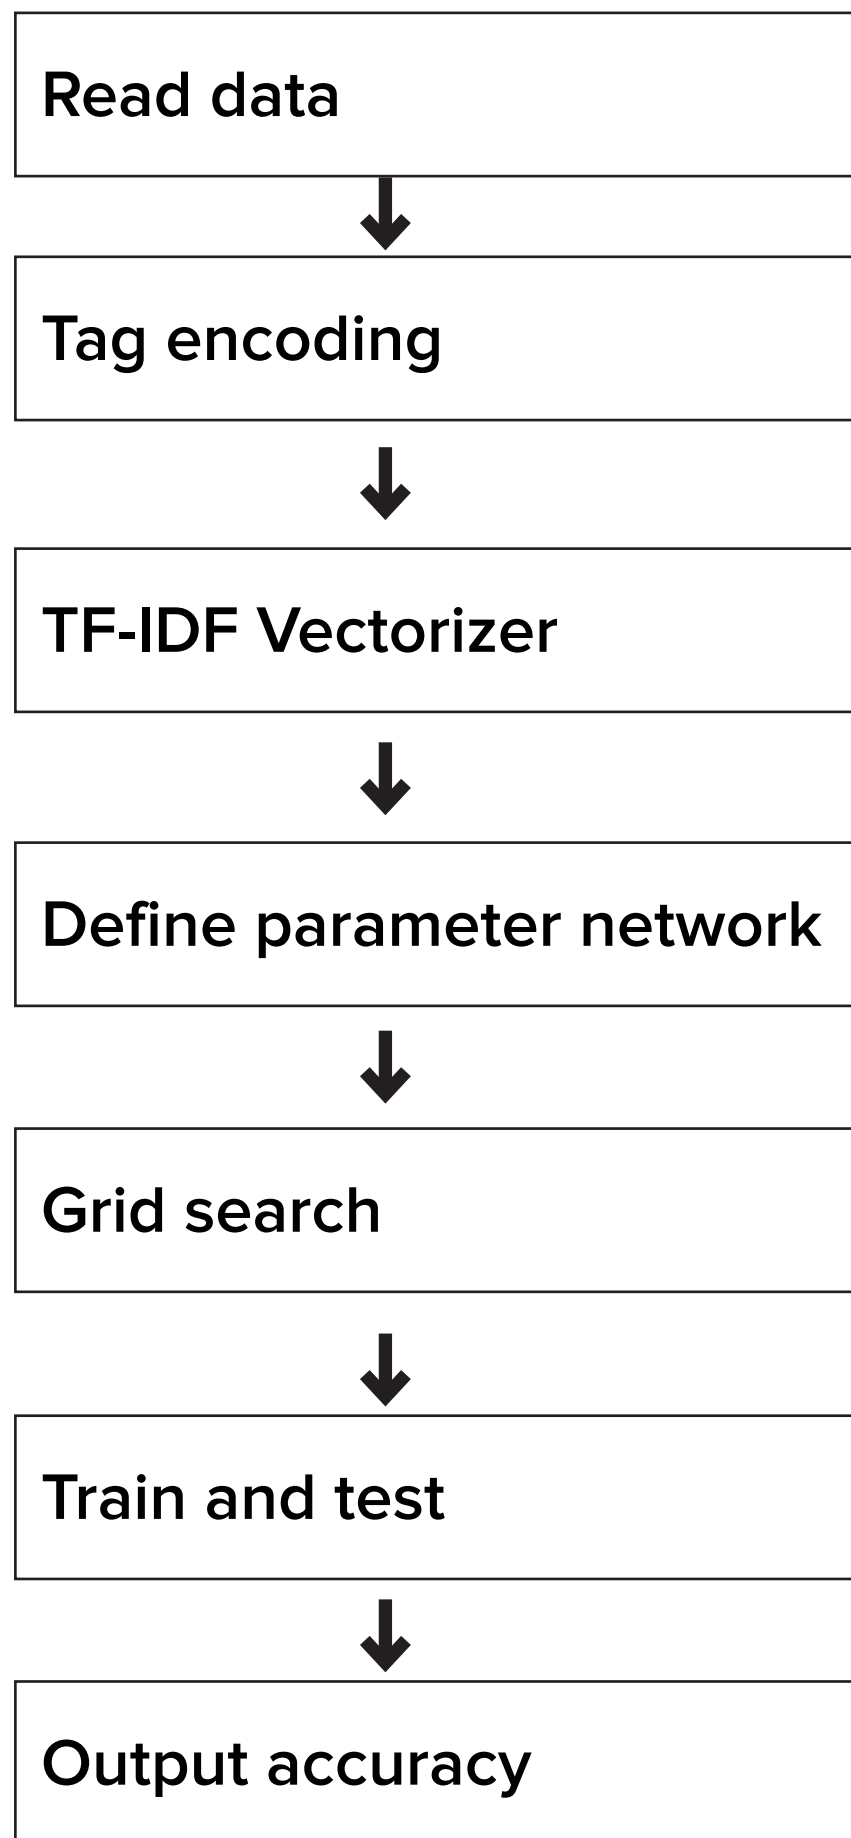 Read data
Tag encoding
TF-IDF Vectorizer
Define parameter network
Grid search
Train and test
Output accuracy